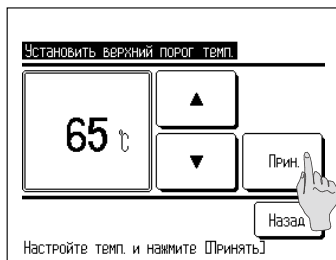 Установить верхний порог темп.
65 ℃
▲
▼
Прин.
Назад
Настройте темп. и нажмите [Принять]